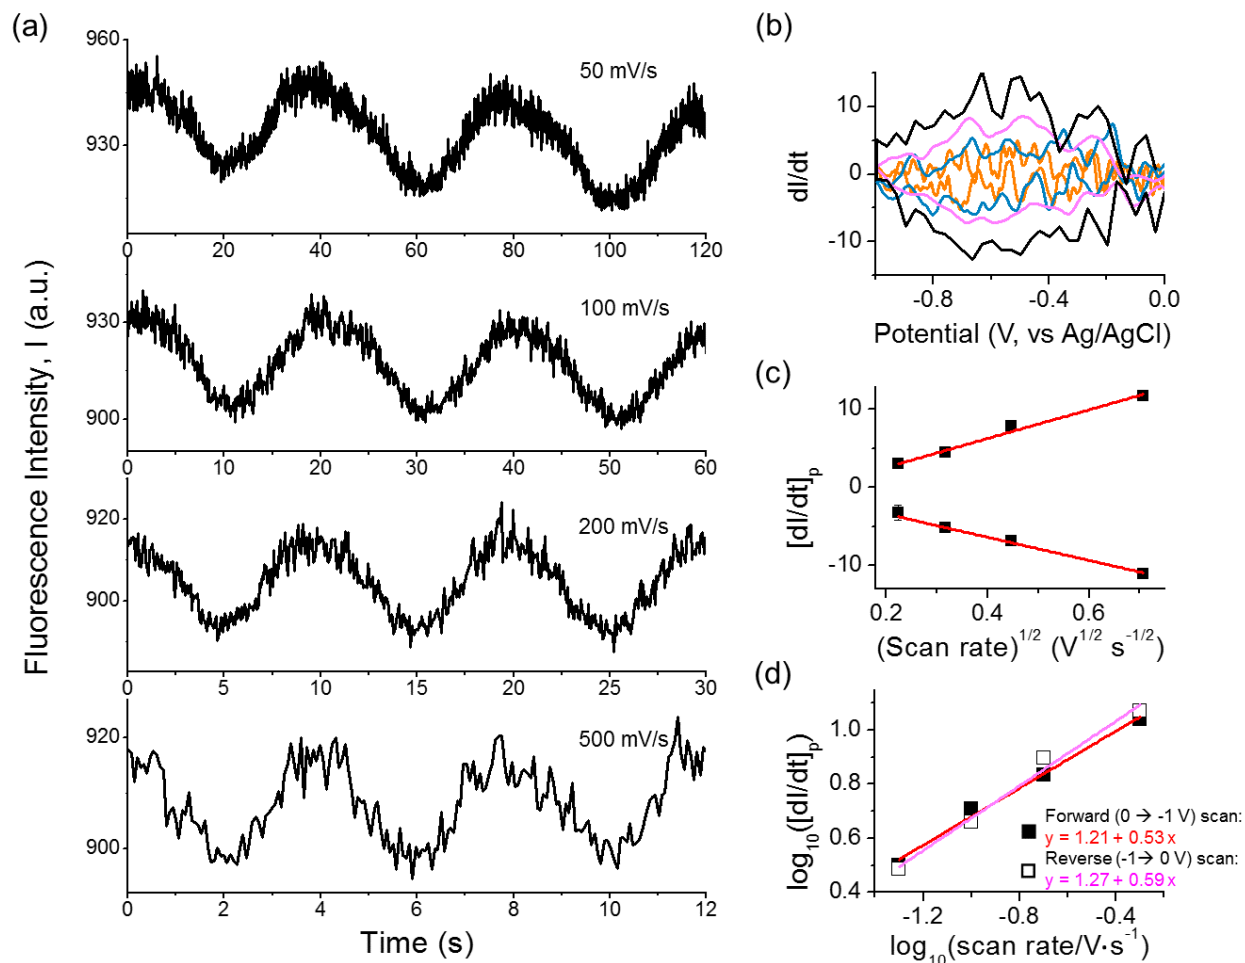 (a)
Fluorescence Intensity, I (a.u.)
960
930
50 mV/s
0 20 40 60 80 100 120
930
900
100 mV/s
0 10 20 30 40 50 60
920
900
200 mV/s
0 5 10 15 20 25 30
920
900
500 mV/s
0 2 4 6 8 10 12
Time (s)
(b)
dI/dt
10
0
-10
-0.8 -0.4 0.0
Potential (V, vs Ag/AgCl)
(c)
[dI/dt]p
10
0
-10
0.2 0.4 0.6
(Scan rate)^1/2 (V^1/2 s^-1/2)
(d)
log10([dI/dt]p)
1.0
0.8
0.6
0.4
Forward (0 → -1 V) scan:
y = 1.21 + 0.53 x
Reverse (-1→ 0 V) scan:
y = 1.27 + 0.59 x
-1.2 -0.8 -0.4
log10(scan rate/V·s^-1)